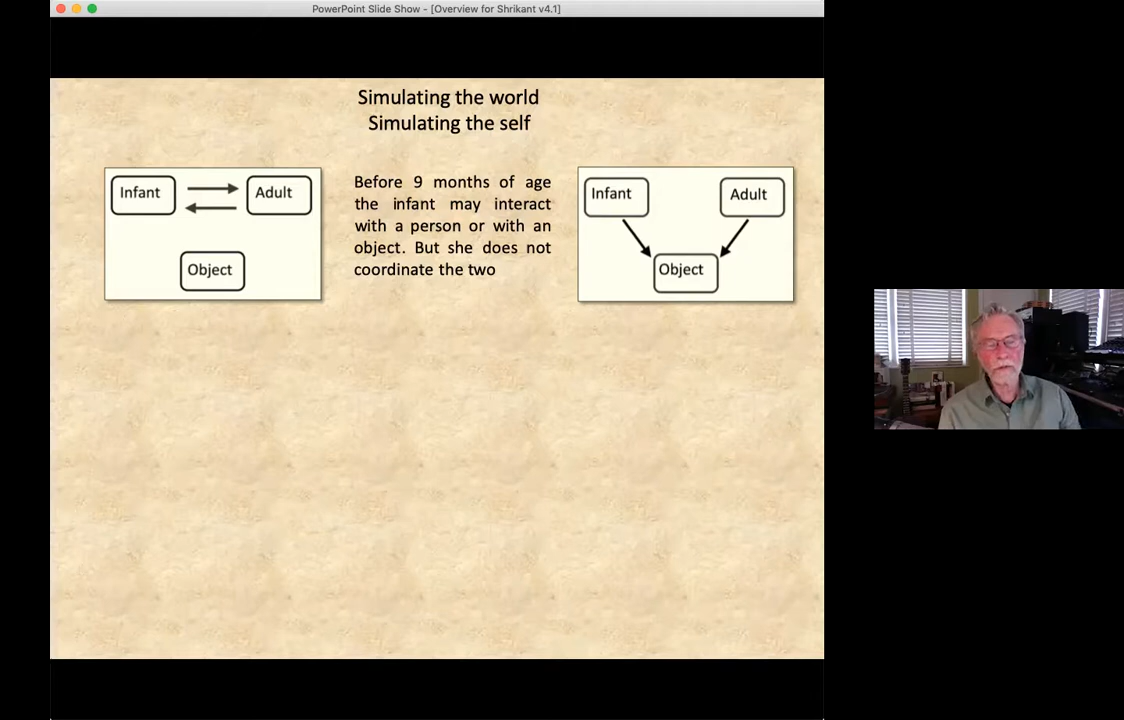 PowerPoint Slide Show - [Overview for Shrikant v4.1]
Simulating the world
Simulating the self
Infant
Adult
Object
Before 9 months of age
the infant may interact
with a person or with an
object. But she does not
coordinate the two
Infant
Adult
Object